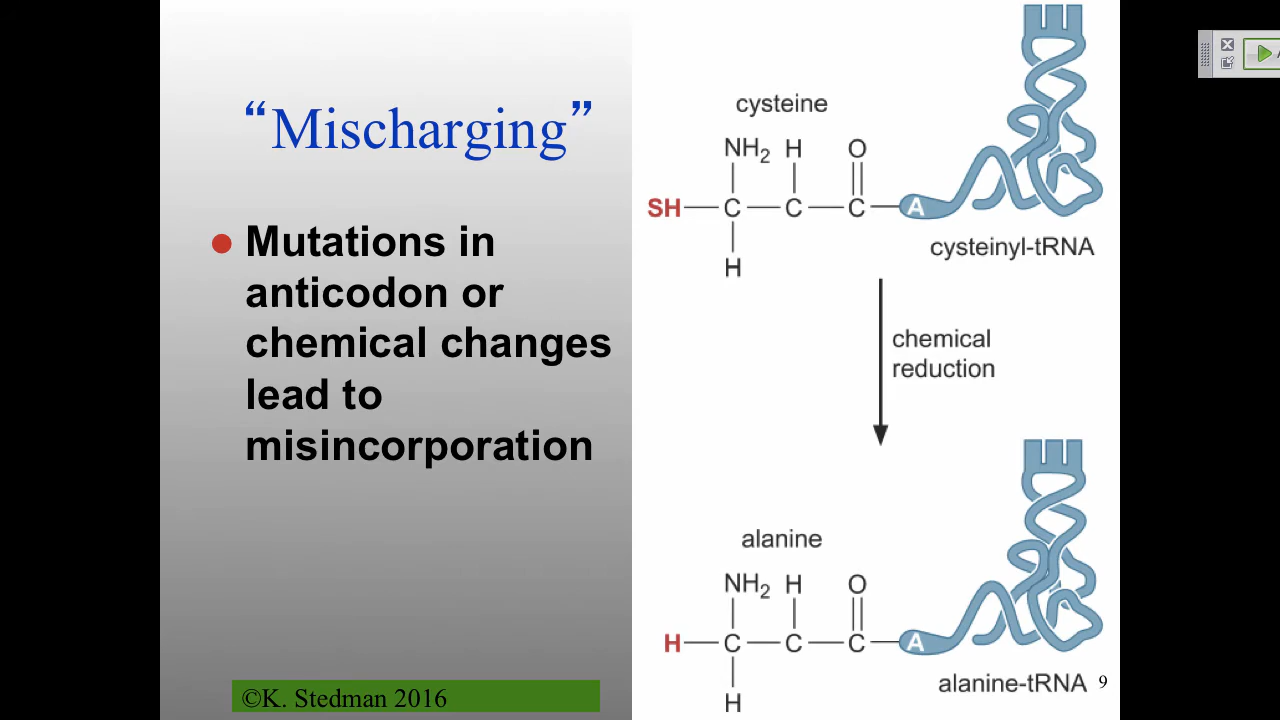 “Mischarging”
Mutations in
anticodon or
chemical changes
lead to
misincorporation
©K. Stedman 2016
cysteine
NH₂ H O
SH C C C A
H
cysteinyl-tRNA
chemical
reduction
alanine
NH₂ H O
H C C C A
H
alanine-tRNA
9